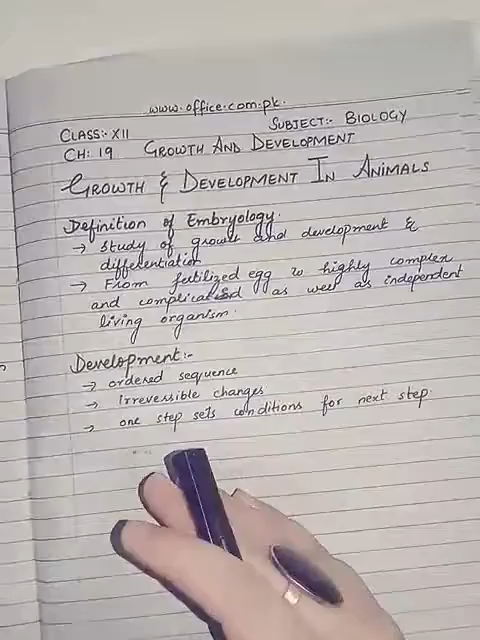 www.office.com.pk.
CLASS:- XII SUBJECT:- BIOLOGY
CH: 19 GROWTH AND DEVELOPMENT
GROWTH & DEVELOPMENT IN ANIMALS
Definition of Embryology.
→ study of growth and development &
differentiation
→ From fertilized egg to highly complex
and complicated as well as independent
living organism.
Development:-
→ ordered sequence
→ Irreversible changes
→ one step sets conditions for next step.